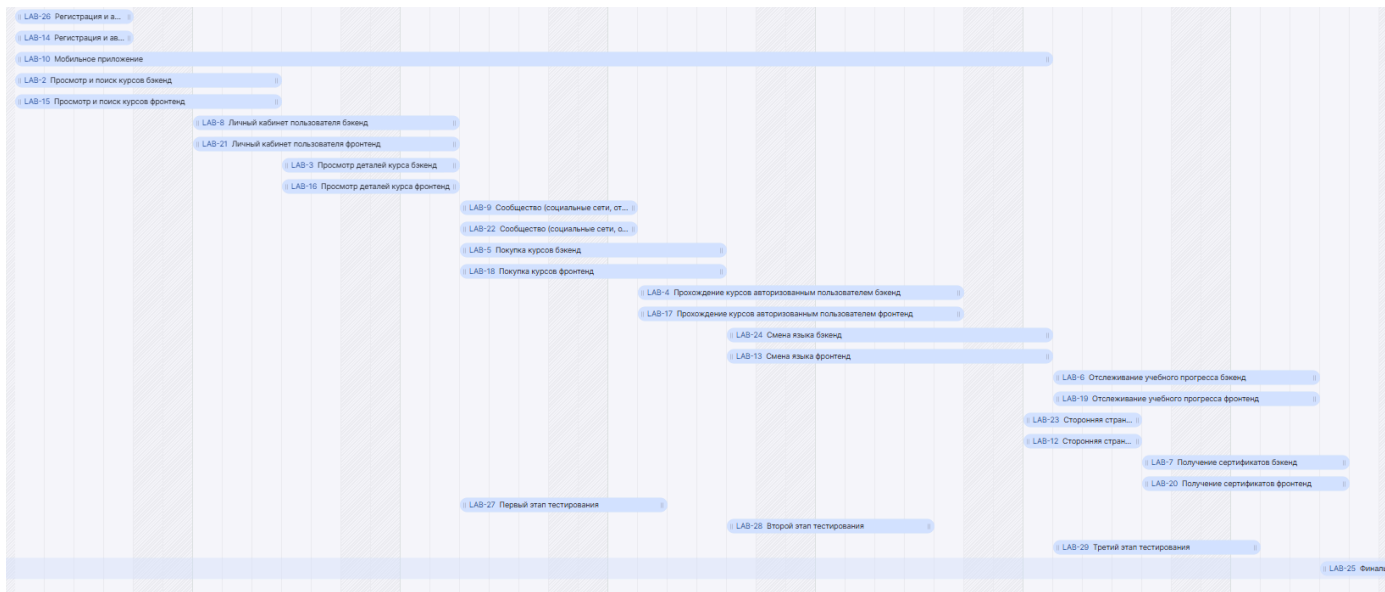 LAB-26 Регистрация и а...
LAB-14 Регистрация и ав...
LAB-10 Мобильное приложение
LAB-2 Просмотр и поиск курсов бэкенд
LAB-15 Просмотр и поиск курсов фронтенд
LAB-8 Личный кабинет пользователя бэкенд
LAB-21 Личный кабинет пользователя фронтенд
LAB-3 Просмотр деталей курса бэкенд
LAB-16 Просмотр деталей курса фронтенд
LAB-9 Сообщество (социальные сети, от...
LAB-22 Сообщество (социальные сети, о...
LAB-5 Покупка курсов бэкенд
LAB-18 Покупка курсов фронтенд
LAB-4 Прохождение курсов авторизованным пользователем бэкенд
LAB-17 Прохождение курсов авторизованным пользователем фронтенд
LAB-24 Смена языка бэкенд
LAB-13 Смена языка фронтенд
LAB-6 Отслеживание учебного прогресса бэкенд
LAB-19 Отслеживание учебного прогресса фронтенд
LAB-23 Сторонняя стран...
LAB-12 Сторонняя стран...
LAB-7 Получение сертификатов бэкенд
LAB-20 Получение сертификатов фронтенд
LAB-27 Первый этап тестирования
LAB-28 Второй этап тестирования
LAB-29 Третий этап тестирования
LAB-25 Финаль